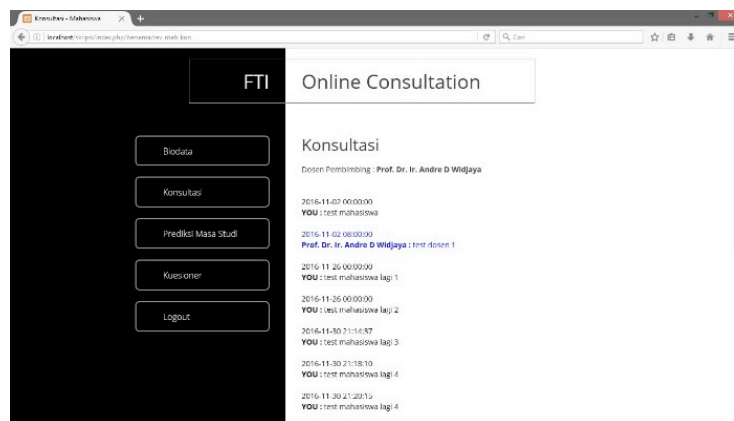 Konsultasi - Mahasiswa
Cari
FTI Online Consultation
Biodata
Konsultasi
Prediksi Masa Studi
Kuesioner
Logout
Konsultasi
Dosen Pembimbing : Prof. Dr. Ir. Andre D Widjaya
2016-11-02 00:00:00
YOU : test mahasiswa
2016-11-02 08:00:00
Prof. Dr. Ir. Andre D Widjaya : test dosen 1
2016-11-26 00:00:00
YOU : test mahasiswa lagi 1
2016-11-26 00:00:00
YOU : test mahasiswa lagi 2
2016-11-30 21:14:37
YOU : test mahasiswa lagi 3
2016-11-30 21:18:10
YOU : test mahasiswa lagi 4
2016-11-30 21:20:15
YOU : test mahasiswa lagi 4